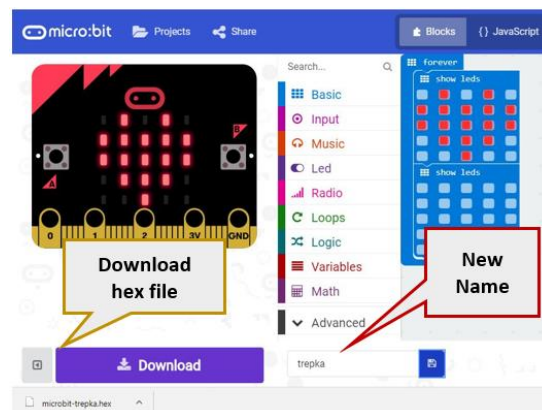 micro:bit Projects Share Blocks {} JavaScript
Search...
Basic
Input
Music
Led
Radio
Loops
Logic
Variables
Math
Advanced
forever
show leds
show leds
A
B
0 1 2 3V GND
Download
hex file
New
Name
Download
trepka
microbit-trepka.hex